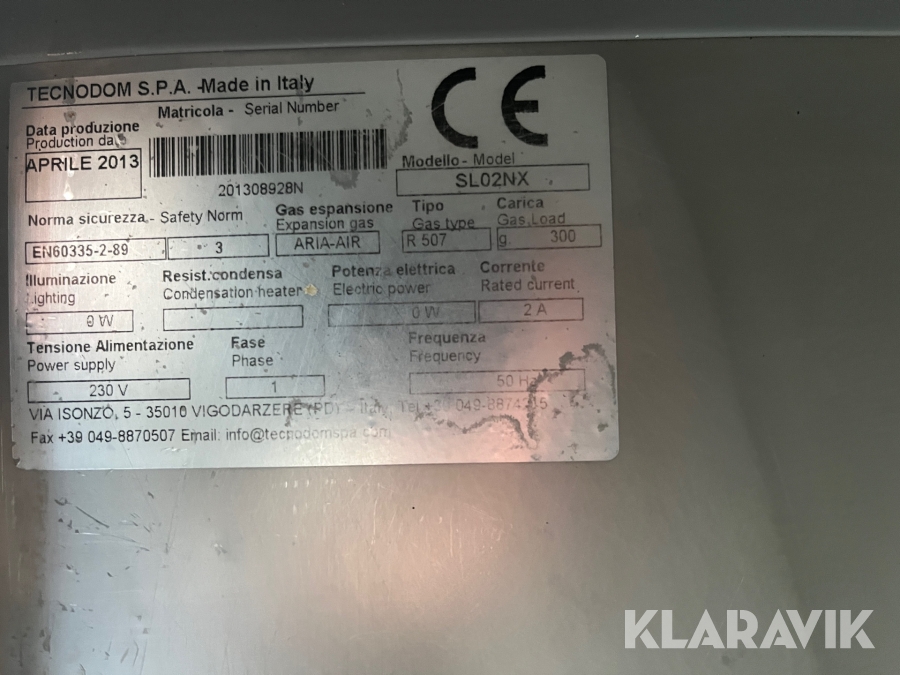 TECNODOM S.P.A. -Made in Italy
Matricola - Serial Number
Data produzione
Production da
APRILE 2013
201308928N
CE
Modello - Model
SL02NX
Norma sicurezza - Safety Norm
EN60335-2-89
3
Gas espansione
Expansion gas
ARIA-AIR
Tipo
Gas type
R 507
Carica
Gas Load
g. 300
Illuminazione
Lighting
0 W
Resist.condensa
Condensation heater
Potenza elettrica
Electric power
0 W
Corrente
Rated current
2 A
Tensione Alimentazione
Power supply
230 V
Fase
Phase
1
Frequenza
Frequency
50 Hz
VIA ISONZO, 5 - 35010 VIGODARZERE (PD) - Italy Tel +39
Fax +39 049-8870507 Email: info@tecnodomspa.com
KLARAVIK